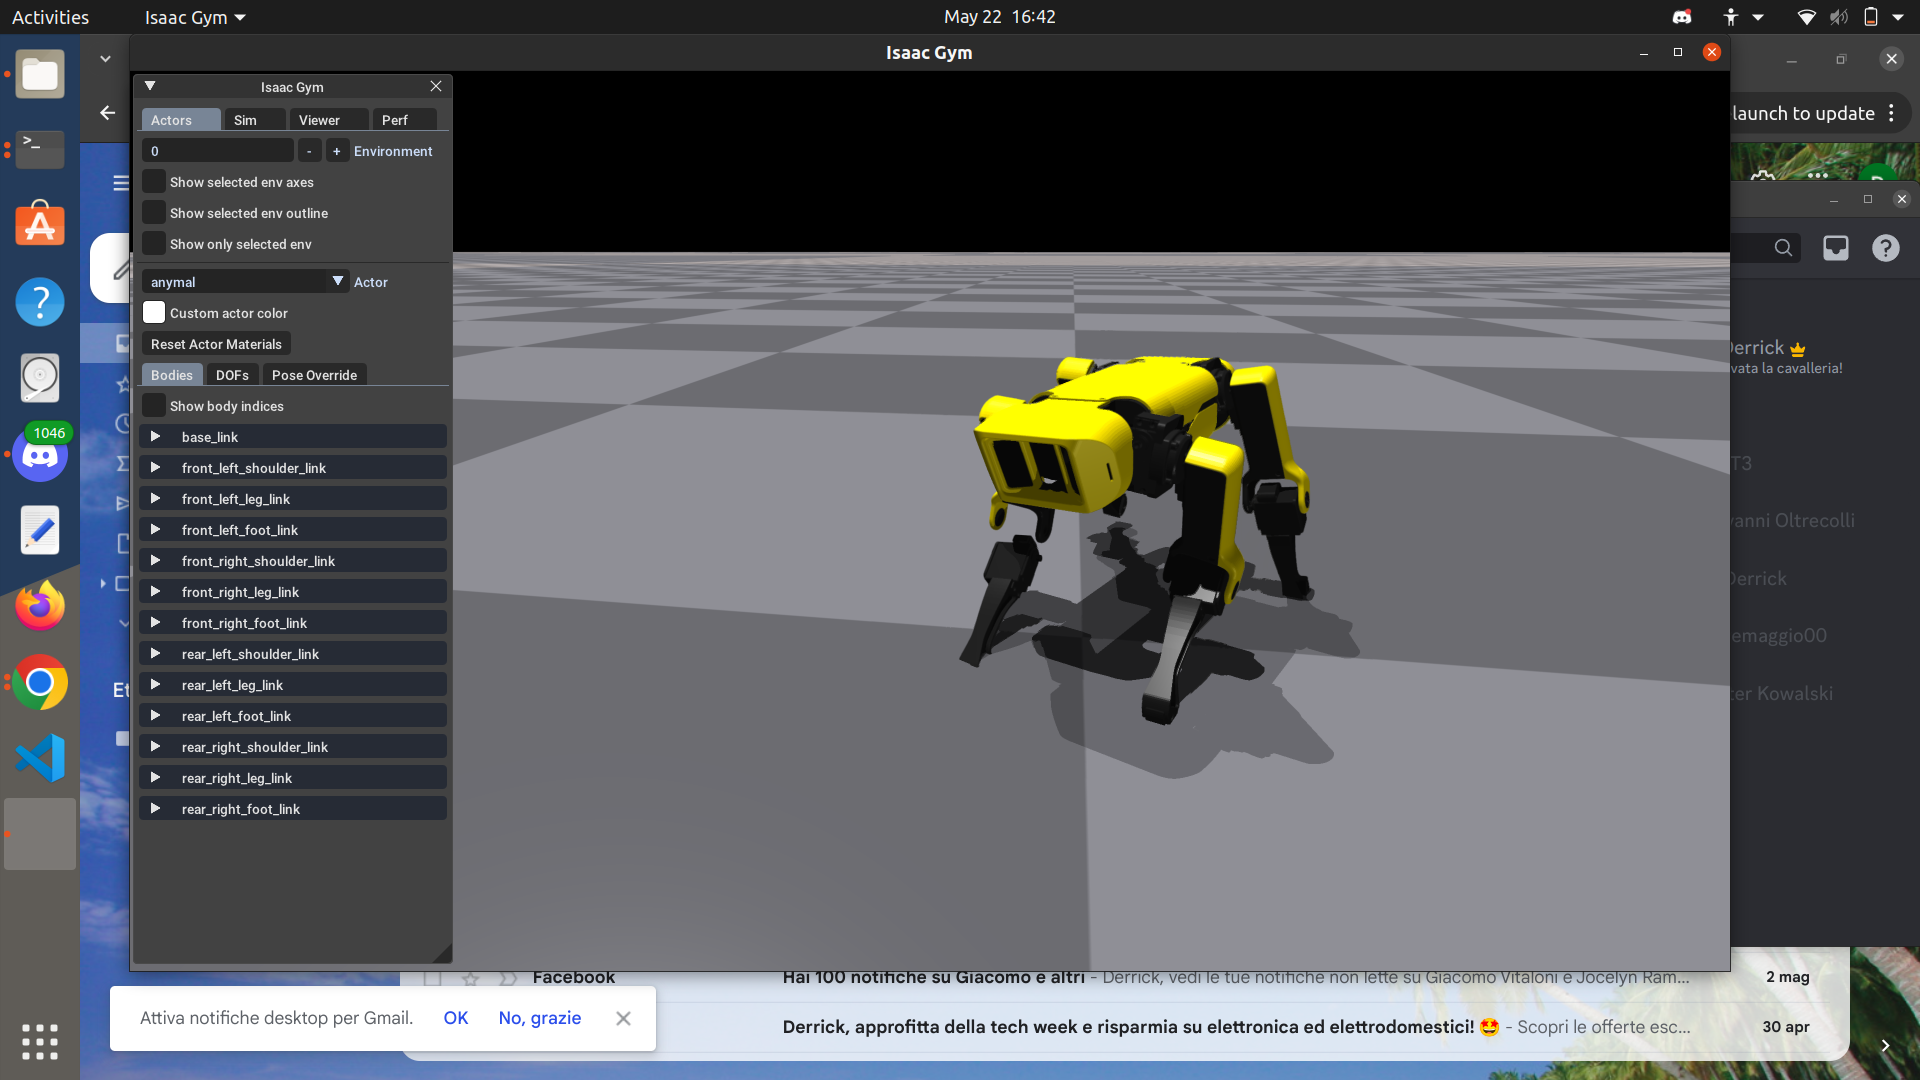 Activities
Isaac Gym
May 22 16:42
Isaac Gym
launch to update
Isaac Gym
Actors
Sim
Viewer
Perf
0
-
+
Environment
Show selected env axes
Show selected env outline
Show only selected env
anymal
Actor
Custom actor color
Reset Actor Materials
Bodies
DOFs
Pose Override
Show body indices
base_link
front_left_shoulder_link
front_left_leg_link
front_left_foot_link
front_right_shoulder_link
front_right_leg_link
front_right_foot_link
rear_left_shoulder_link
rear_left_leg_link
rear_left_foot_link
rear_right_shoulder_link
rear_right_leg_link
rear_right_foot_link
1046
Et
Derrick
vata la cavalleria!
T3
vanni Oltrecolli
Derrick
emaggio00
ter Kowalski
Facebook
Hai 100 notifiche su Giacomo e altri - Derrick, vedi le tue notifiche non lette su Giacomo Vitaloni e Jocelyn Ram...
2 mag
Attiva notifiche desktop per Gmail.
OK
No, grazie
Derrick, approfitta della tech week e risparmia su elettronica ed elettrodomestici! 🤩 - Scopri le offerte esc...
30 apr